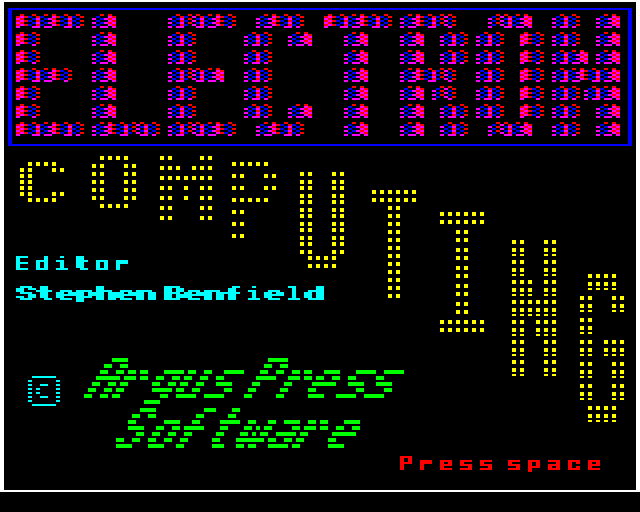 ELECTRON
COMPUTING
Editor
Stephen Benfield
© Argus Press
Software
Press space